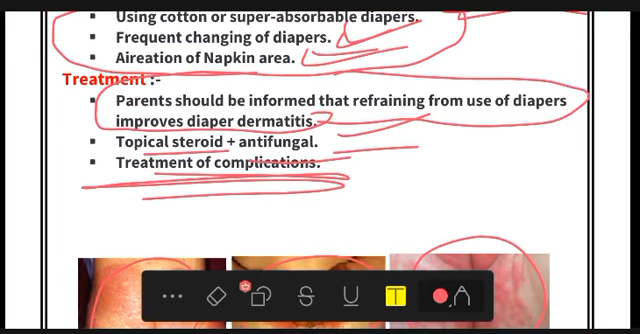 ▪ Using cotton or super-absorbable diapers.
▪ Frequent changing of diapers.
▪ Aireation of Napkin area.
Treatment :-
▪ Parents should be informed that refraining from use of diapers
improves diaper dermatitis.
▪ Topical steroid + antifungal.
▪ Treatment of complications.